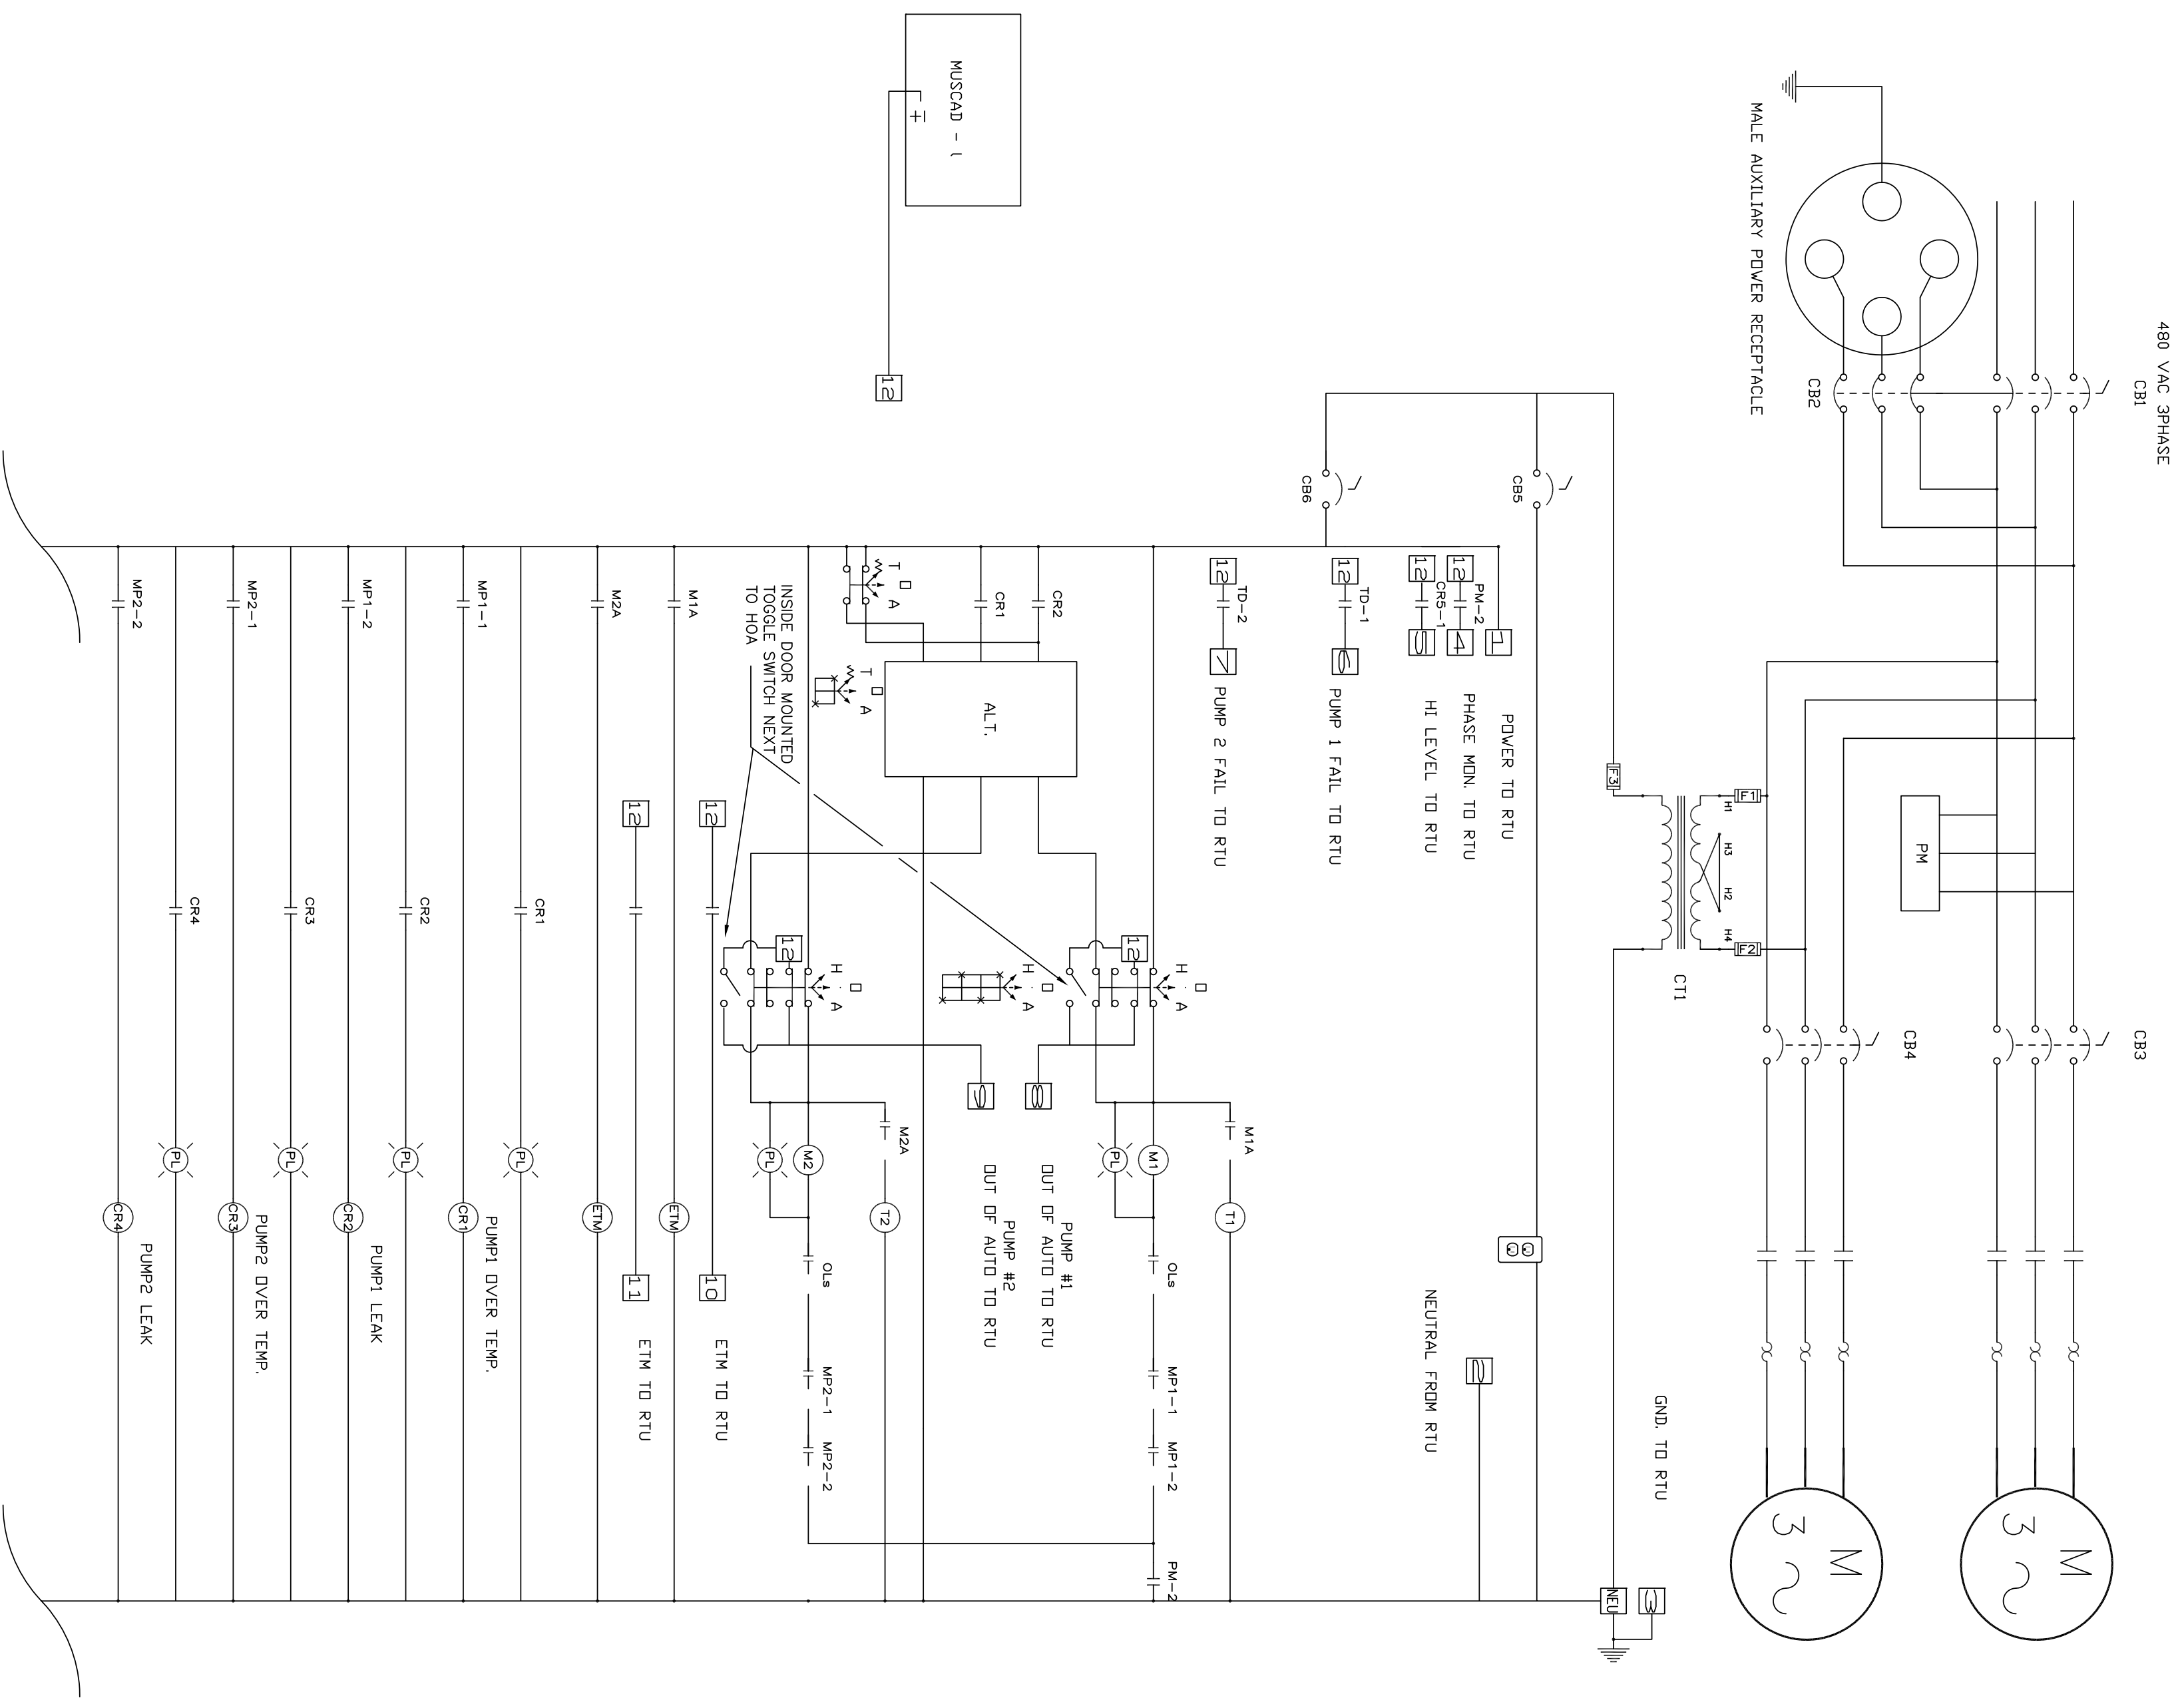 480 VAC 3PHASE
CB1
CB3
M
3
MALE AUXILIARY POWER RECEPTACLE
CB2
PM
CB4
M
3
F1
H1
H3
H2
H4
F2
CT1
F3
GND. TO RTU
NEU
3
CB5
CB6
1
POWER TO RTU
12
PM-2
4
PHASE MON. TO RTU
12
CR5-1
5
HI LEVEL TO RTU
2
NEUTRAL FROM RTU
12
TD-1
6
PUMP 1 FAIL TO RTU
12
TD-2
7
PUMP 2 FAIL TO RTU
M1A
T1
H O A
12
M1
PL
OLs
MP1-1
MP1-2
PM-2
CR2
CR1
ALT.
8
PUMP #1
OUT OF AUTO TO RTU
H O A
9
PUMP #2
OUT OF AUTO TO RTU
T O A
T O A
MUSCAD - 1
+
12
M2A
T2
H O A
12
M2
PL
OLs
MP2-1
MP2-2
INSIDE DOOR MOUNTED
TOGGLE SWITCH NEXT
TO HOA
12
10
ETM TO RTU
M1A
ETM
12
11
ETM TO RTU
M2A
ETM
CR1
PL
PUMP1 OVER TEMP.
MP1-1
CR1
CR2
PL
PUMP1 LEAK
MP1-2
CR2
CR3
PL
PUMP2 OVER TEMP.
MP2-1
CR3
CR4
PL
PUMP2 LEAK
MP2-2
CR4